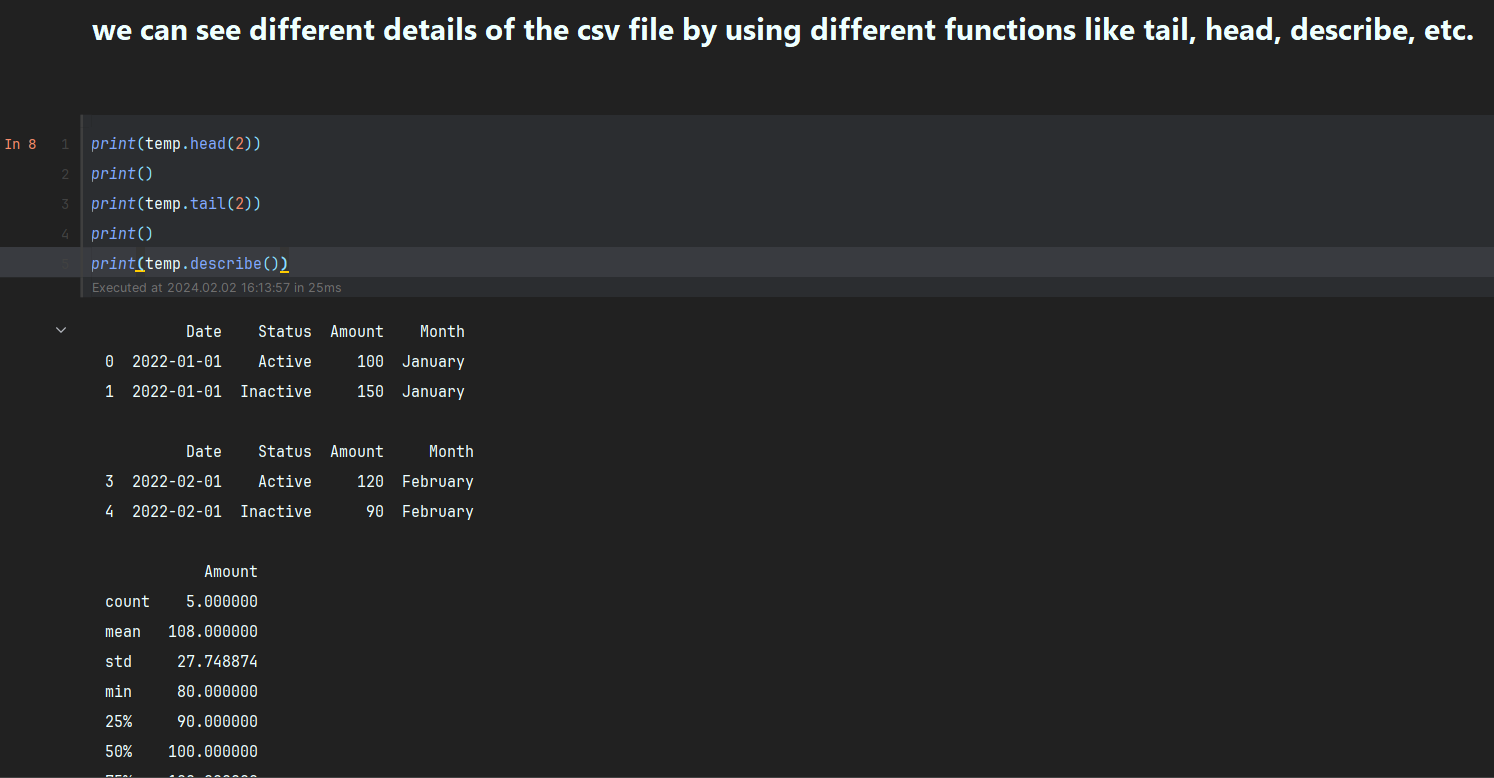 we can see different details of the csv file by using different functions like tail, head, describe, etc.
In 8
1 print(temp.head(2))
2 print()
3 print(temp.tail(2))
4 print()
5 print(temp.describe())
Executed at 2024.02.02 16:13:57 in 25ms
Date Status Amount Month
0 2022-01-01 Active 100 January
1 2022-01-01 Inactive 150 January
Date Status Amount Month
3 2022-02-01 Active 120 February
4 2022-02-01 Inactive 90 February
Amount
count 5.000000
mean 108.000000
std 27.748874
min 80.000000
25% 90.000000
50% 100.000000